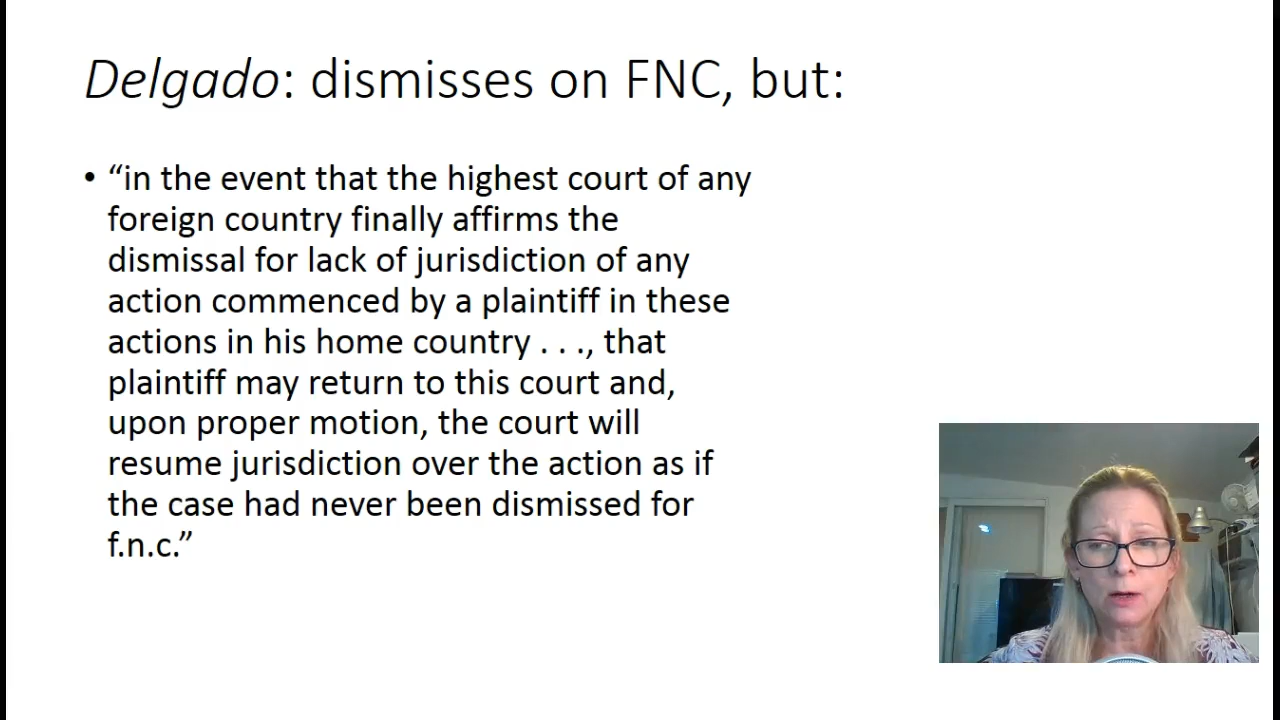 Delgado: dismisses on FNC, but:
• “in the event that the highest court of any
foreign country finally affirms the
dismissal for lack of jurisdiction of any
action commenced by a plaintiff in these
actions in his home country . . ., that
plaintiff may return to this court and,
upon proper motion, the court will
resume jurisdiction over the action as if
the case had never been dismissed for
f.n.c.”